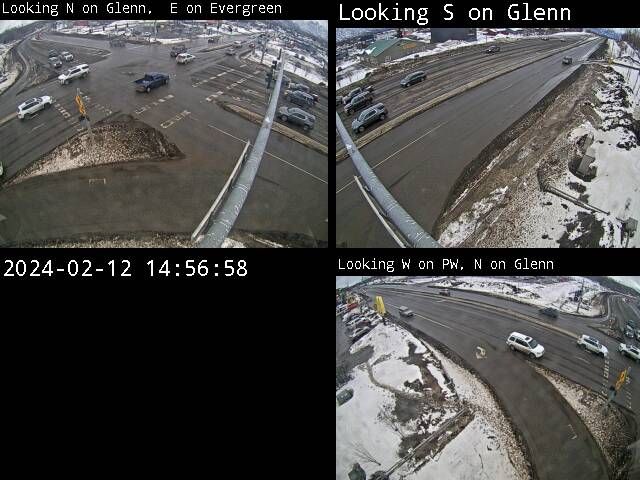 Looking N on Glenn,  E on Evergreen
Looking S on Glenn
2024-02-12 14:56:58
Looking W on PW, N on Glenn